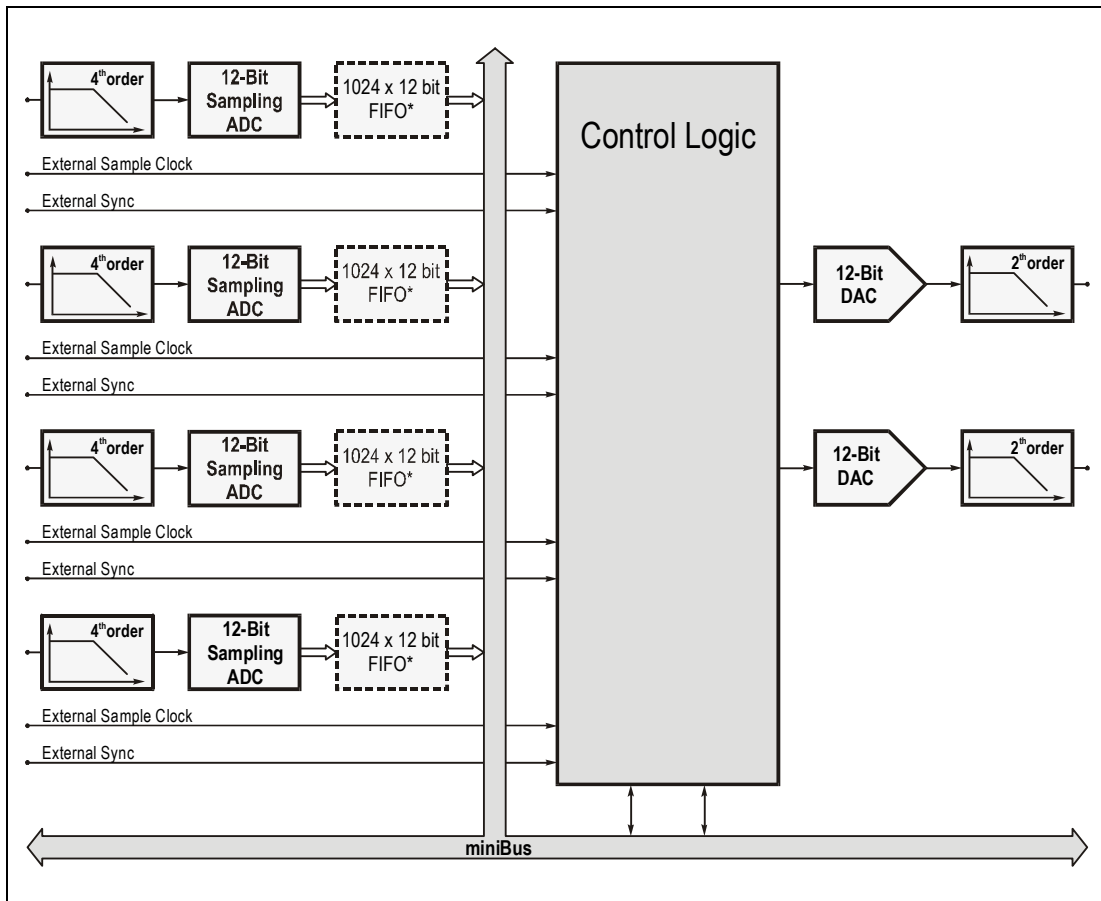 4th order
12-Bit
Sampling
ADC
1024 x 12 bit
FIFO*
External Sample Clock
External Sync
4th order
12-Bit
Sampling
ADC
1024 x 12 bit
FIFO*
External Sample Clock
External Sync
4th order
12-Bit
Sampling
ADC
1024 x 12 bit
FIFO*
External Sample Clock
External Sync
4th order
12-Bit
Sampling
ADC
1024 x 12 bit
FIFO*
External Sample Clock
External Sync
Control Logic
12-Bit
DAC
2th order
12-Bit
DAC
2th order
miniBus